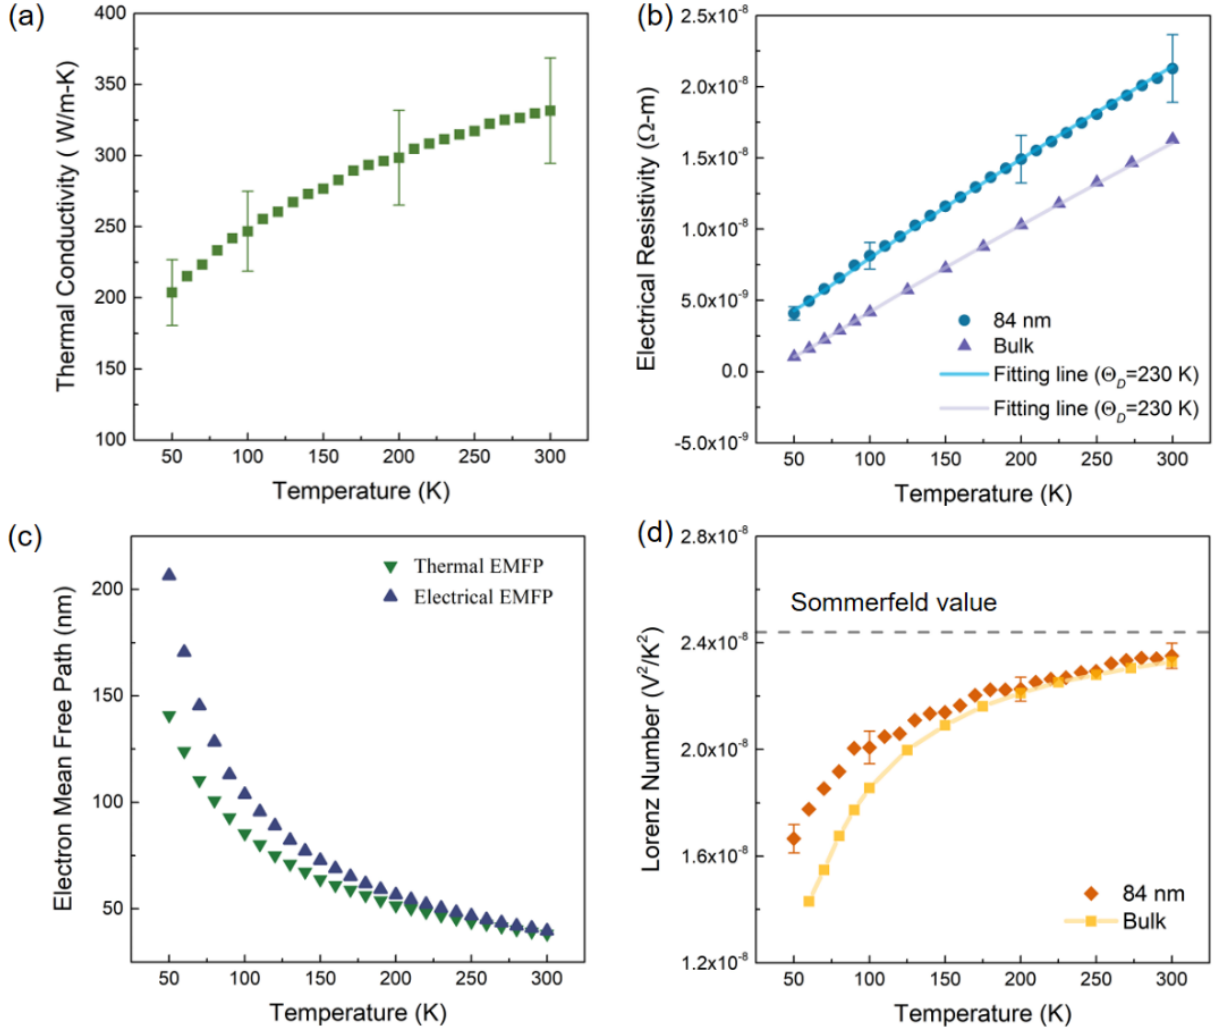 (a)
400
350
300
250
200
150
100
Thermal Conductivity ( W/m-K)
50 100 150 200 250 300
Temperature (K)
(b)
2.5x10⁻⁸
2.0x10⁻⁸
1.5x10⁻⁸
1.0x10⁻⁸
5.0x10⁻⁹
0.0
-5.0x10⁻⁹
Electrical Resistivity (Ω-m)
84 nm
Bulk
Fitting line (Θ_D=230 K)
Fitting line (Θ_D=230 K)
50 100 150 200 250 300
Temperature (K)
(c)
200
150
100
50
Electron Mean Free Path (nm)
Thermal EMFP
Electrical EMFP
50 100 150 200 250 300
Temperature (K)
(d)
2.8x10⁻⁸
2.4x10⁻⁸
2.0x10⁻⁸
1.6x10⁻⁸
1.2x10⁻⁸
Lorenz Number (V²/K²)
Sommerfeld value
84 nm
Bulk
50 100 150 200 250 300
Temperature (K)